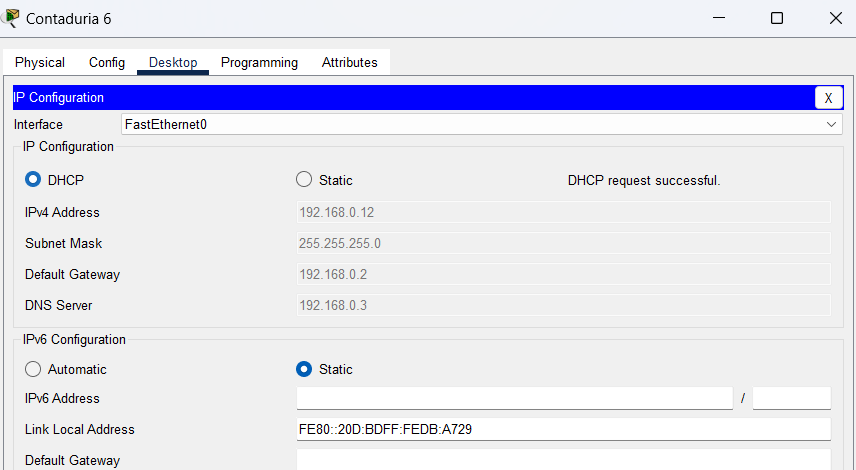 Contaduria 6
Physical Config Desktop Programming Attributes
IP Configuration X
Interface FastEthernet0
IP Configuration
DHCP Static DHCP request successful.
IPv4 Address 192.168.0.12
Subnet Mask 255.255.255.0
Default Gateway 192.168.0.2
DNS Server 192.168.0.3
IPv6 Configuration
Automatic Static
IPv6 Address /
Link Local Address FE80::20D:BDFF:FEDB:A729
Default Gateway